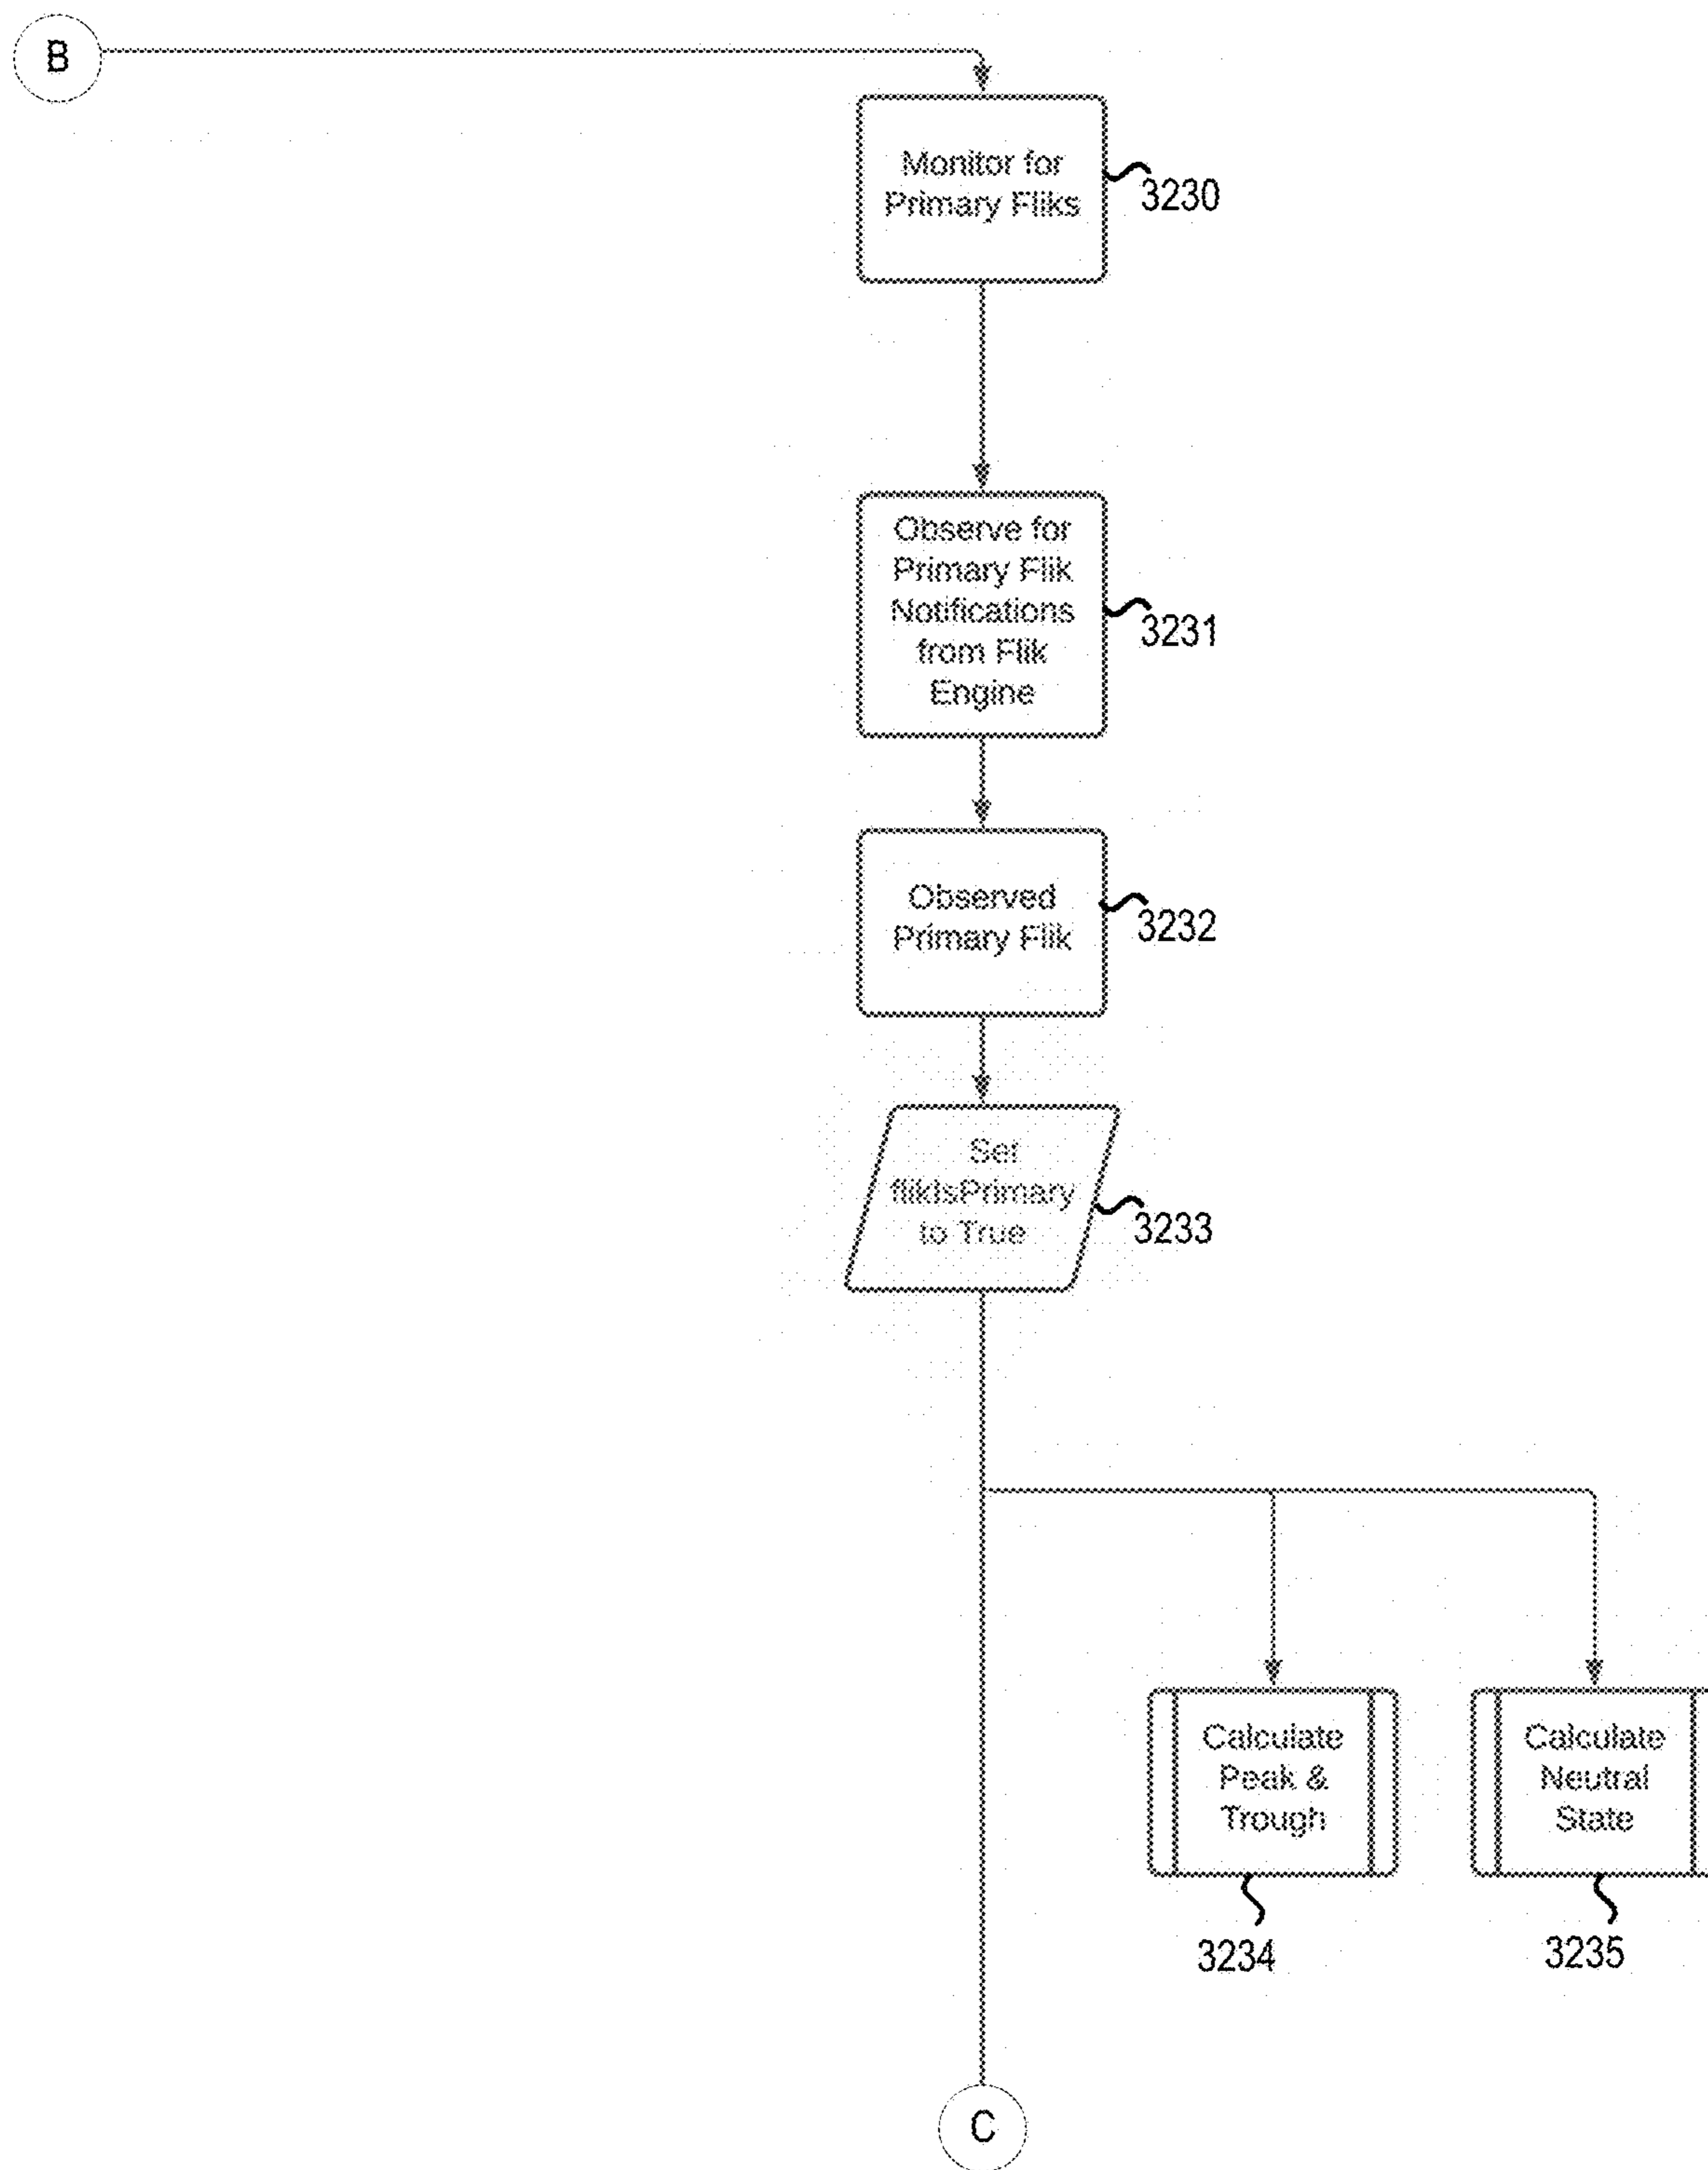 B
Monitor for
Primary Fliks
3230
Observe for
Primary Flik
Notifications
from Flik
Engine
3231
Observed
Primary Flik
3232
Set
flikIsPrimary
to True
3233
Calculate
Peak &
Trough
3234
Calculate
Neutral
State
3235
C